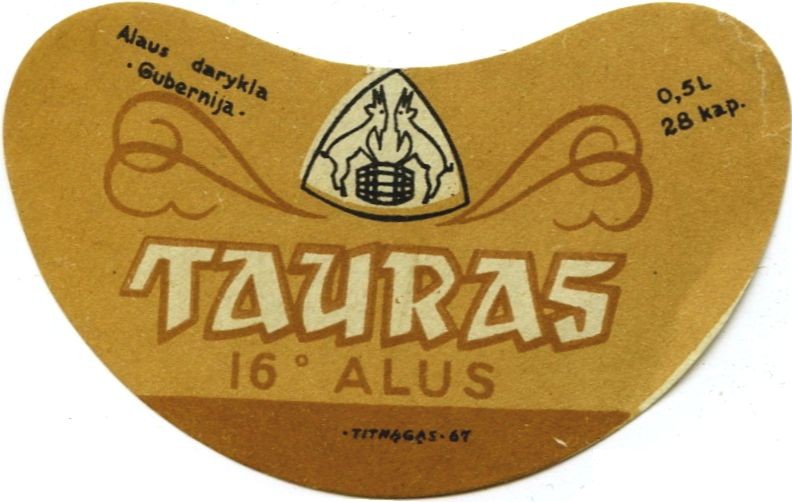 Alaus darykla
·Gubernija·
0,5L
28 kap.
TAURAS
16° ALUS
·TITNAGAS·67